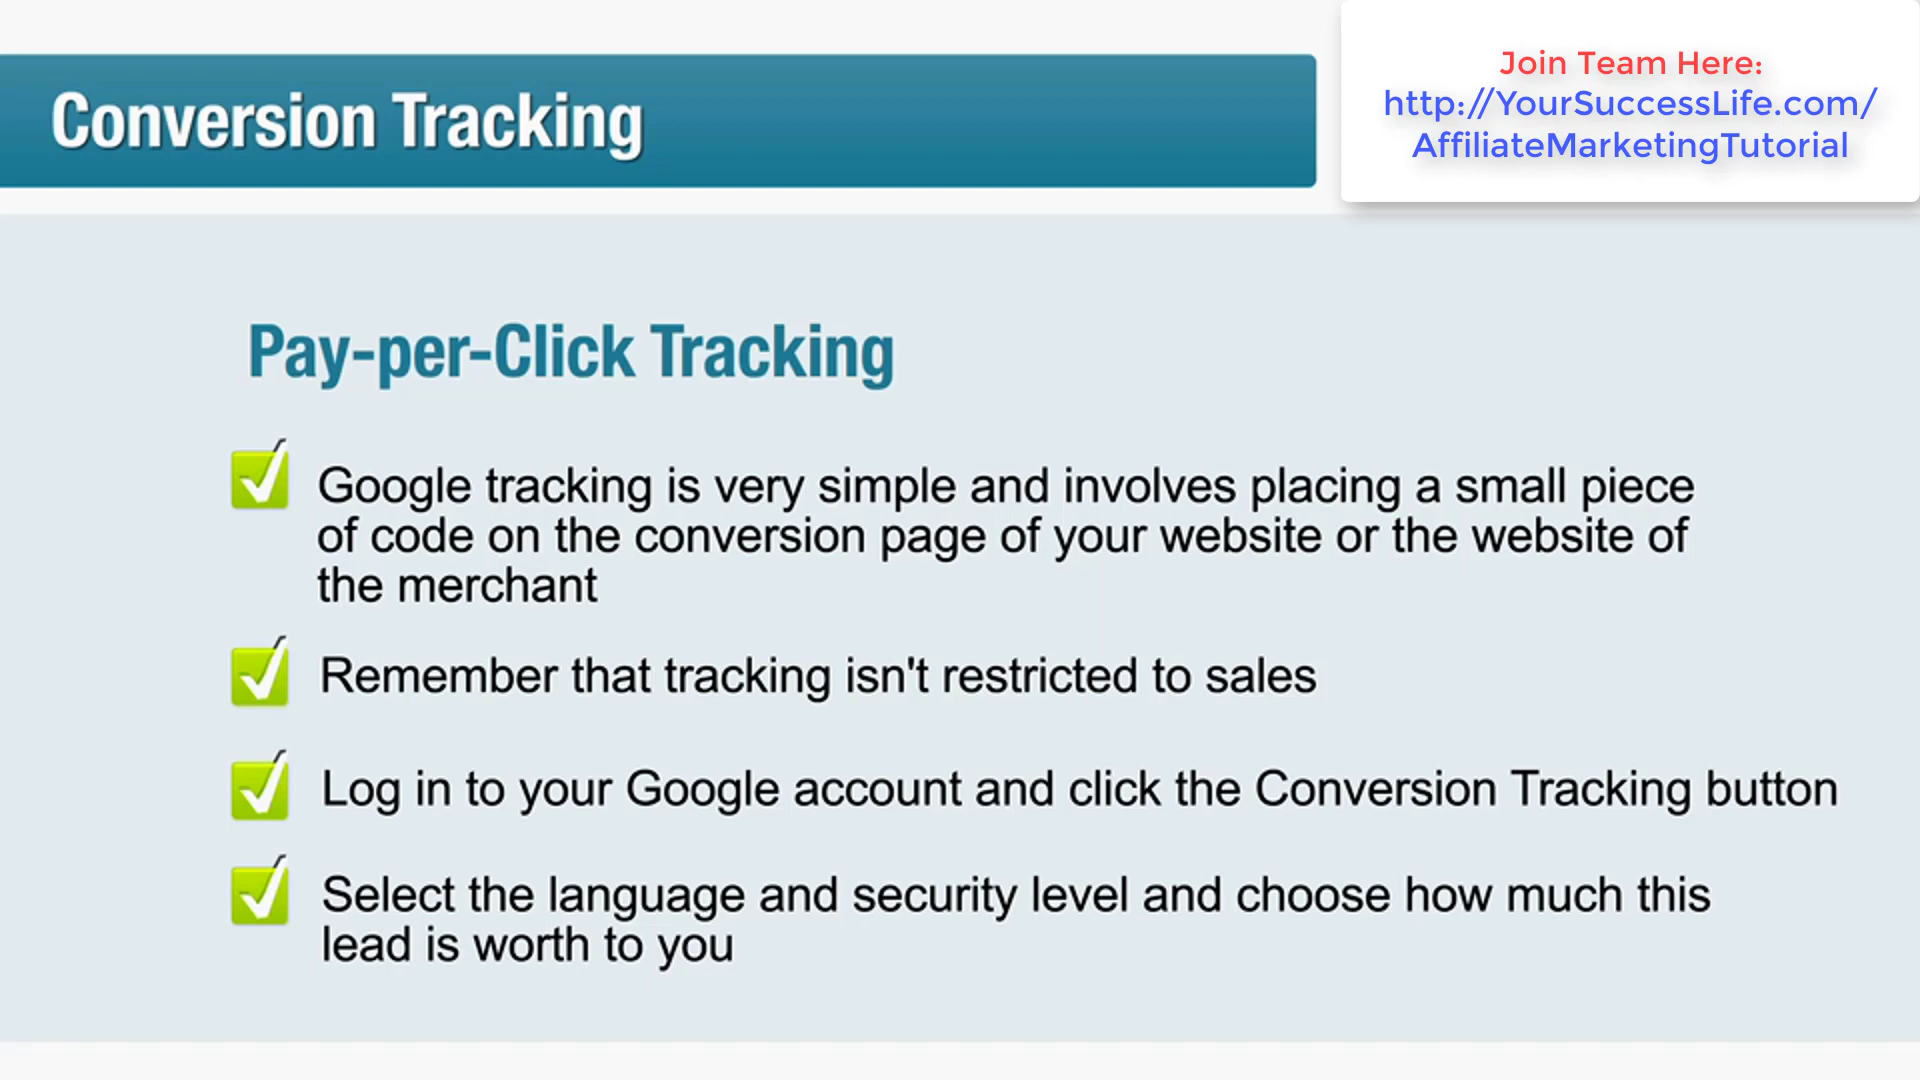 Conversion Tracking
Join Team Here:
http://YourSuccessLife.com/
AffiliateMarketingTutorial
Pay-per-Click Tracking
Google tracking is very simple and involves placing a small piece
of code on the conversion page of your website or the website of
the merchant
Remember that tracking isn't restricted to sales
Log in to your Google account and click the Conversion Tracking button
Select the language and security level and choose how much this
lead is worth to you